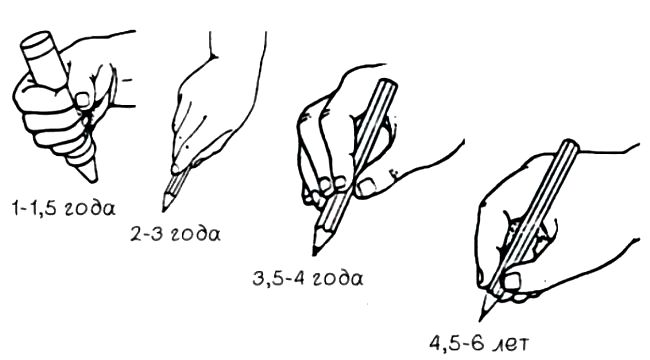 1-1,5 года
2-3 года
3,5-4 года
4,5-6 лет